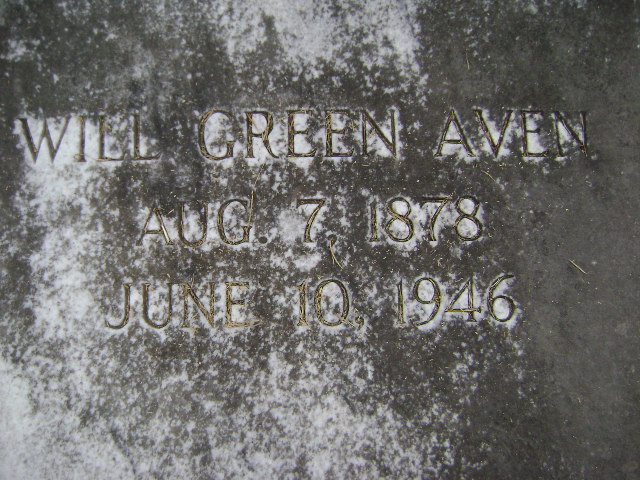 WILL GREEN AVEN
AUG. 7, 1878
JUNE 10, 1946